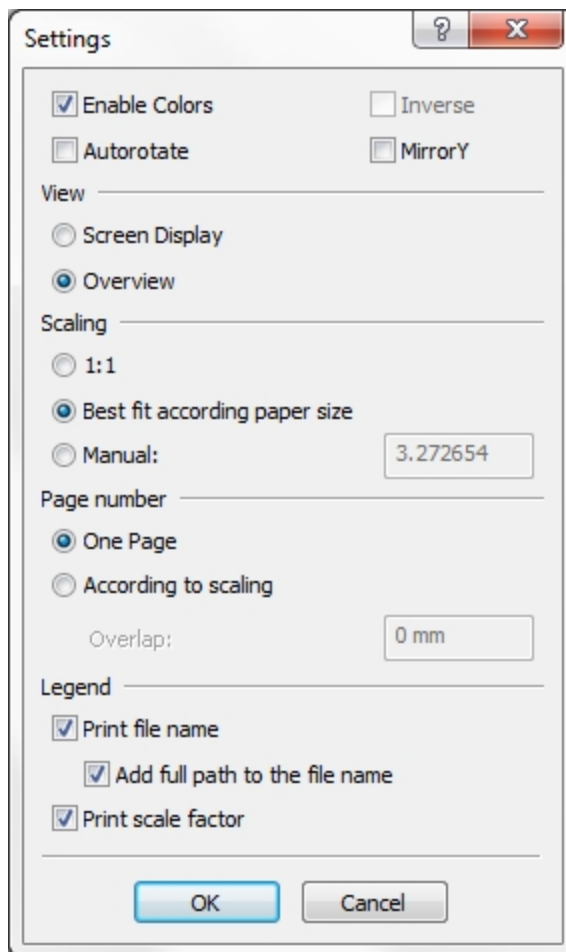 Settings
?
Enable Colors Inverse
Autorotate MirrorY
View
Screen Display
Overview
Scaling
1:1
Best fit according paper size
Manual: 3.272654
Page number
One Page
According to scaling
Overlap: 0 mm
Legend
Print file name
Add full path to the file name
Print scale factor
OK Cancel